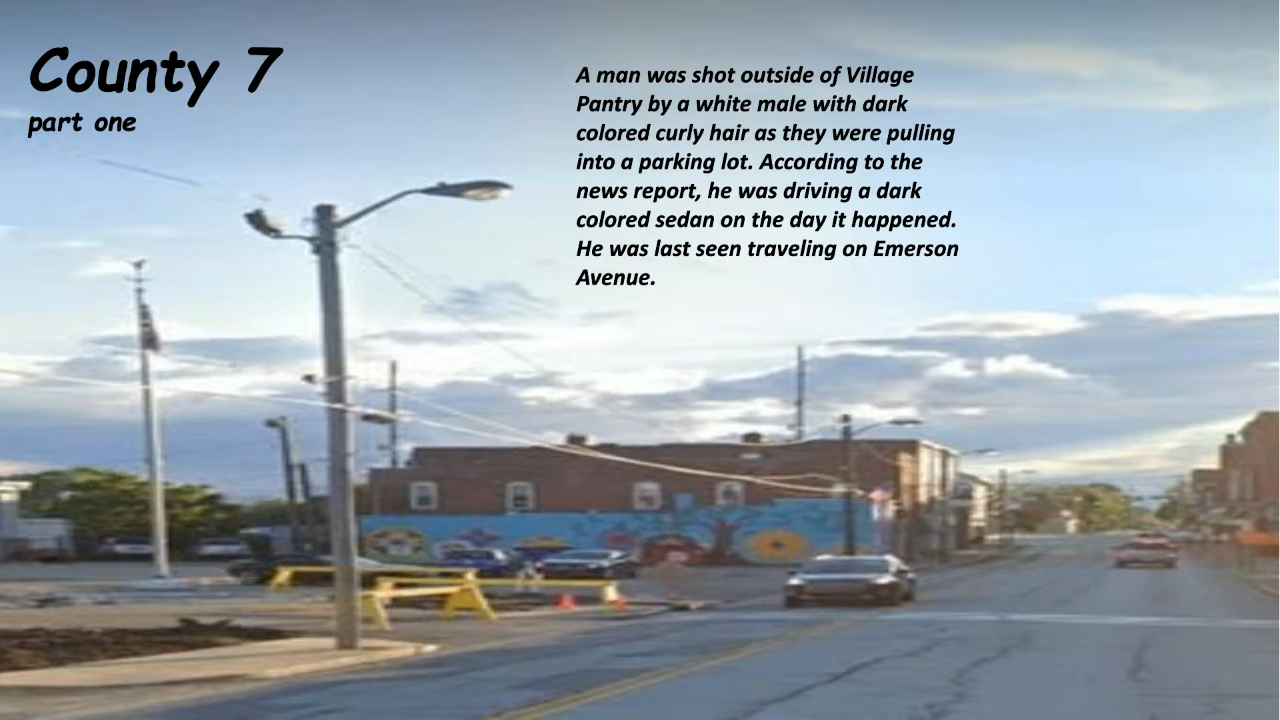 County 7
part one
A man was shot outside of Village
Pantry by a white male with dark
colored curly hair as they were pulling
into a parking lot. According to the
news report, he was driving a dark
colored sedan on the day it happened.
He was last seen traveling on Emerson
Avenue.